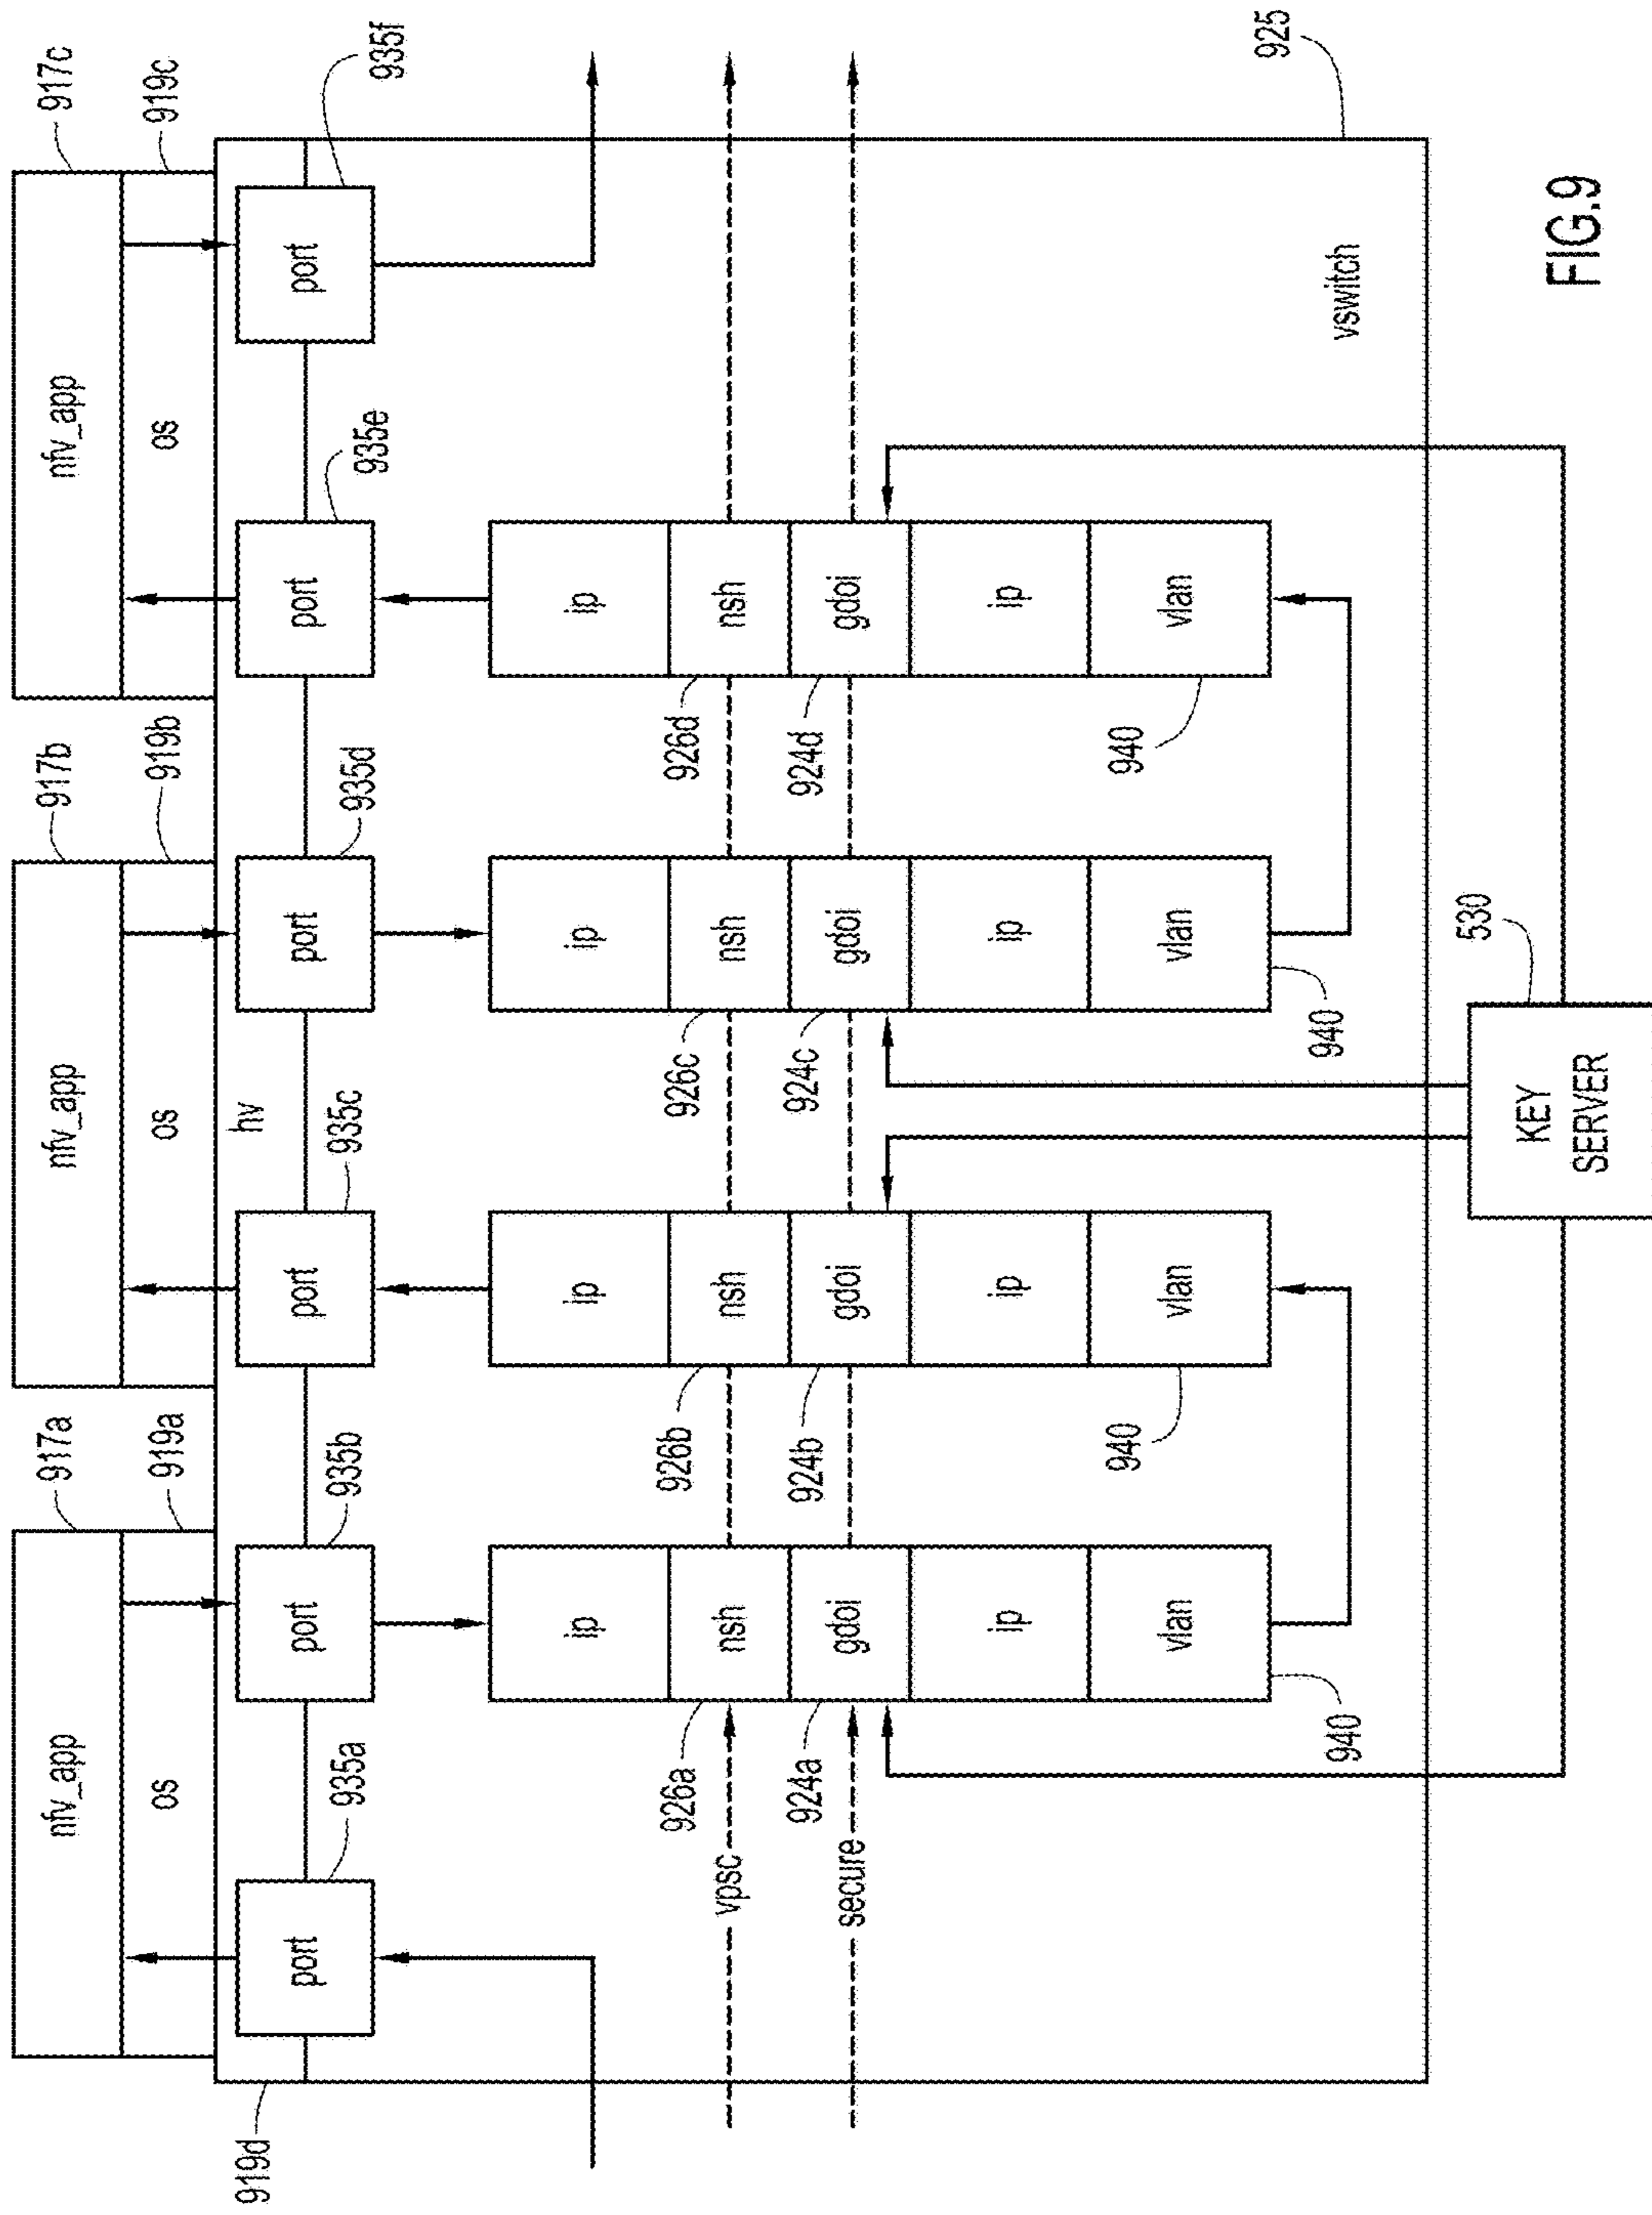 917a
917b
917c
nfv_app
nfv_app
nfv_app
919a
919b
919c
os
os
os
919d
hv
port
port
port
port
port
port
935a
935b
935c
935d
935e
935f
ip
ip
ip
ip
vpsc
926a
nsh
926b
nsh
926c
nsh
926d
nsh
secure
924a
gdoi
924b
gdoi
924c
gdoi
924d
gdoi
ip
ip
ip
ip
vlan
vlan
vlan
vlan
940
940
940
940
vswitch
925
530
KEY
SERVER
FIG.9